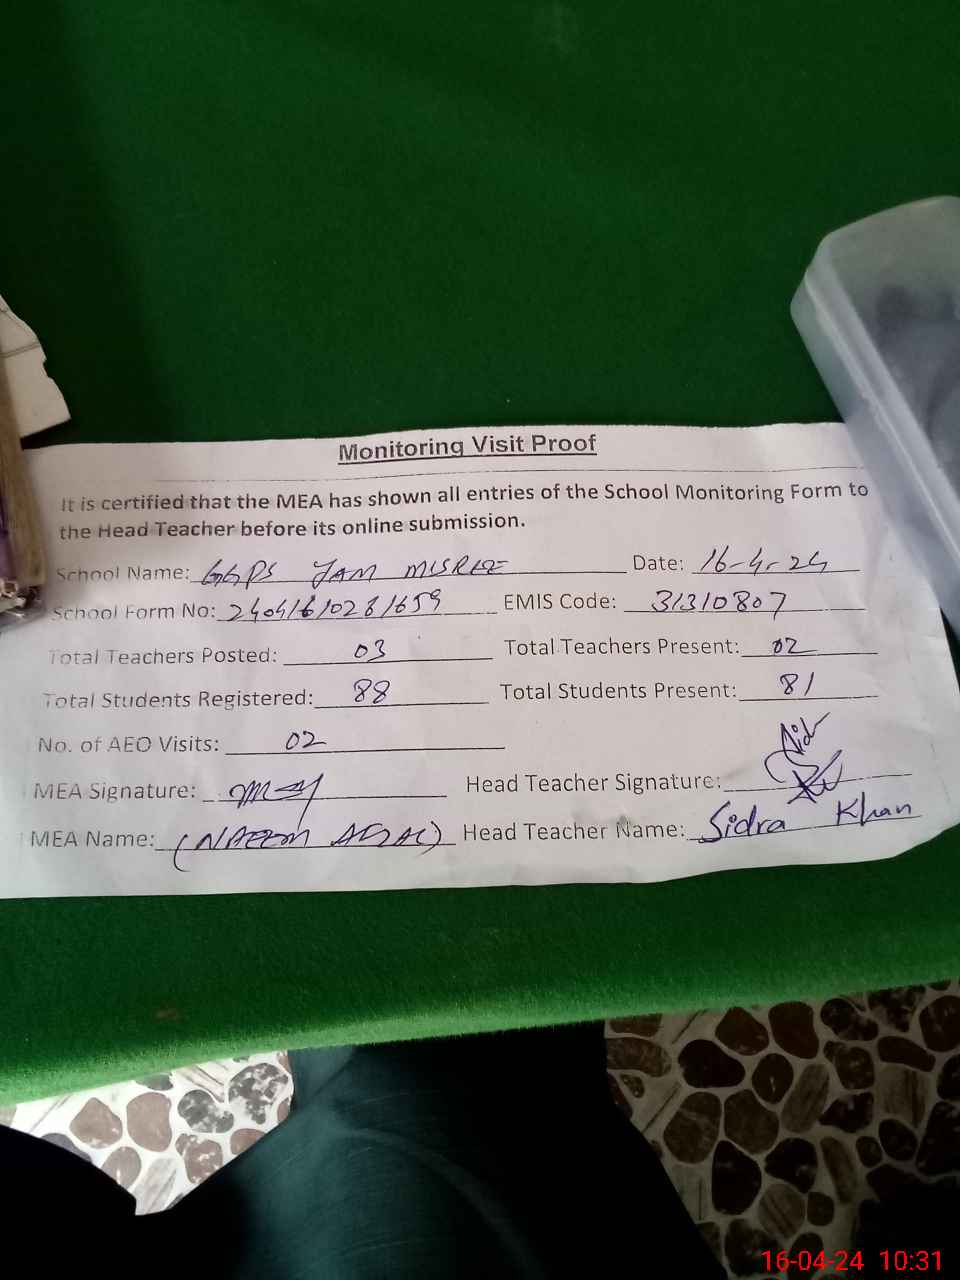 Monitoring Visit Proof
It is certified that the MEA has shown all entries of the School Monitoring Form to
the Head Teacher before its online submission.
School Name: GGPS JAM MISREE Date: 16-4-24
School Form No: 24041610281659 EMIS Code: 31310807
Total Teachers Posted: 03 Total Teachers Present: 02
Total Students Registered: 88 Total Students Present: 81
No. of AEO Visits: 02
MEA Signature: Head Teacher Signature:
MEA Name: (NAEEM Head Teacher Name: Sidra Khan
16-04-24 10:31